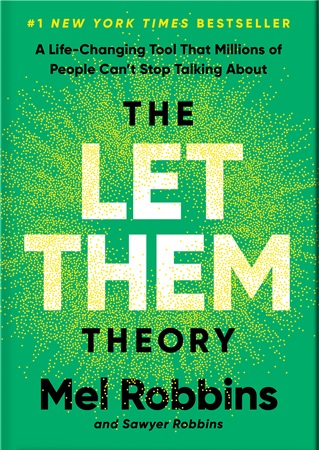 #1 NEW YORK TIMES BESTSELLER
A Life-Changing Tool That Millions of
People Can't Stop Talking About
THE
LET
THEM
THEORY
Mel Robbins
and Sawyer Robbins